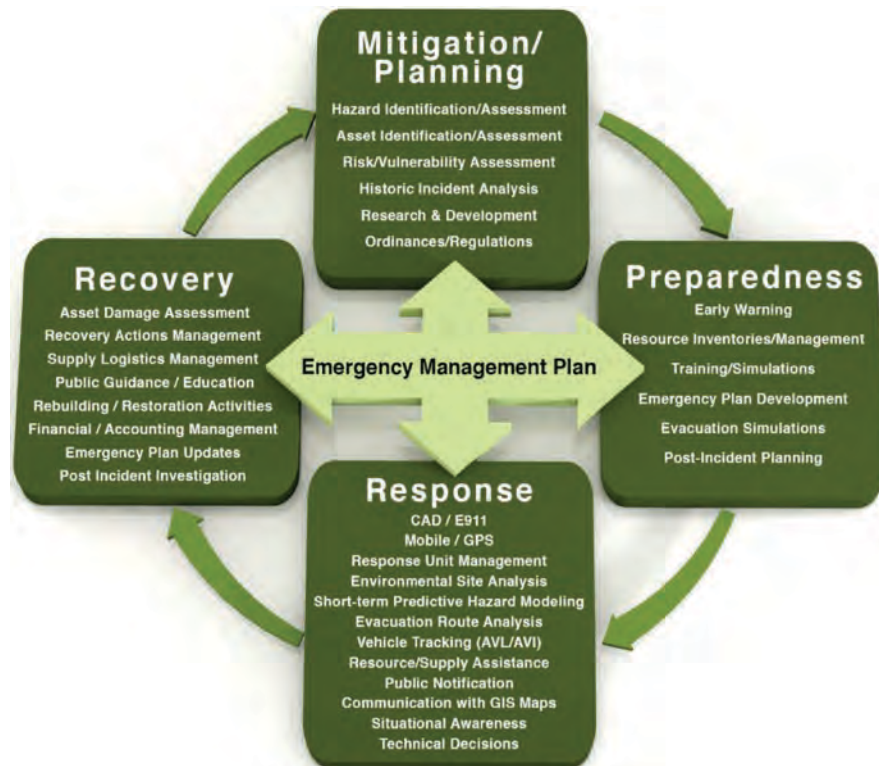 Mitigation/
Planning
Hazard Identification/Assessment
Asset Identification/Assessment
Risk/Vulnerability Assessment
Historic Incident Analysis
Research & Development
Ordinances/Regulations
Recovery
Asset Damage Assessment
Recovery Actions Management
Supply Logistics Management
Public Guidance / Education
Rebuilding / Restoration Activities
Financial / Accounting Management
Emergency Plan Updates
Post Incident Investigation
Emergency Management Plan
Preparedness
Early Warning
Resource Inventories/Management
Training/Simulations
Emergency Plan Development
Evacuation Simulations
Post-Incident Planning
Response
CAD / E911
Mobile / GPS
Response Unit Management
Environmental Site Analysis
Short-term Predictive Hazard Modeling
Evacuation Route Analysis
Vehicle Tracking (AVL/AVI)
Resource/Supply Assistance
Public Notification
Communication with GIS Maps
Situational Awareness
Technical Decisions